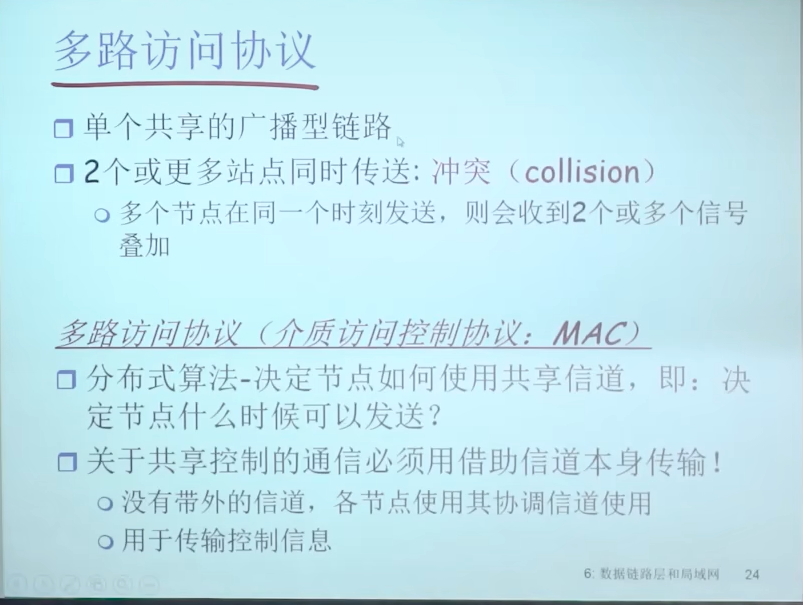 多路访问协议
单个共享的广播型链路
2个或更多站点同时传送: 冲突（collision）
多个节点在同一个时刻发送，则会收到2个或多个信号
叠加
多路访问协议（介质访问控制协议：MAC）
分布式算法-决定节点如何使用共享信道，即：决
定节点什么时候可以发送？
关于共享控制的通信必须用借助信道本身传输！
没有带外的信道，各节点使用其协调信道使用
用于传输控制信息
6: 数据链路层和局域网 24